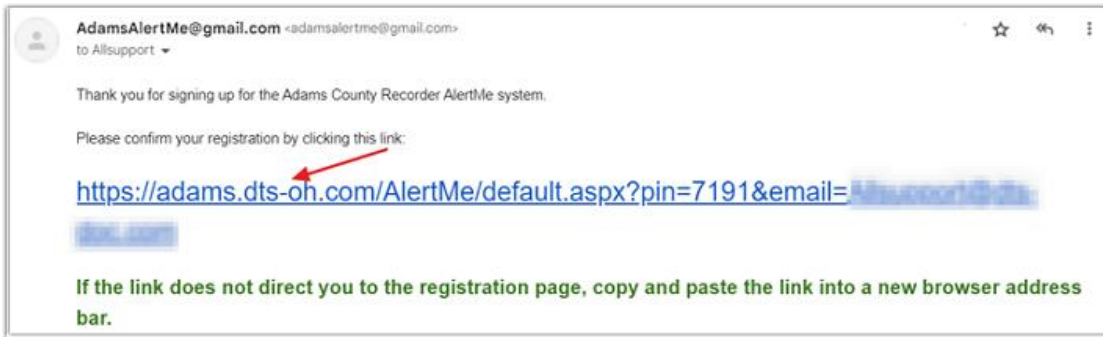 AdamsAlertMe@gmail.com <adamsalertme@gmail.com>
to Allsupport
Thank you for signing up for the Adams County Recorder AlertMe system.
Please confirm your registration by clicking this link:
https://adams.dts-oh.com/AlertMe/default.aspx?pin=7191&email=
If the link does not direct you to the registration page, copy and paste the link into a new browser address
bar.